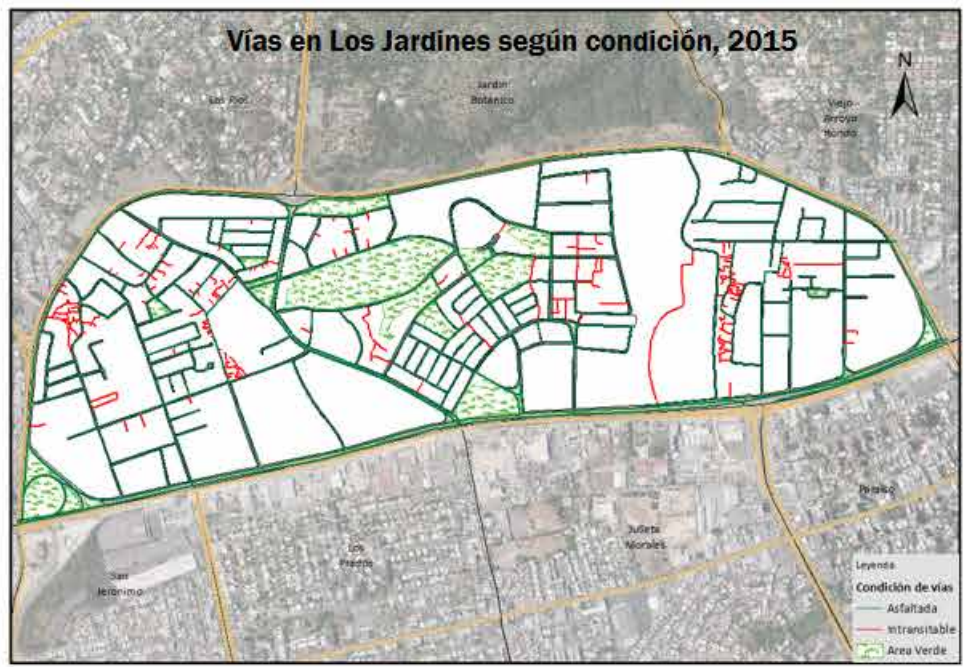 Vías en Los Jardines según condición, 2015
N
Los Ríos
Jardín
Botánico
Viejo
Arroyo
Hondo
San
Jerónimo
Los
Prados
Julieta
Morales
Paraíso
Leyenda
Condición de vías
Asfaltada
Intransitable
Area Verde